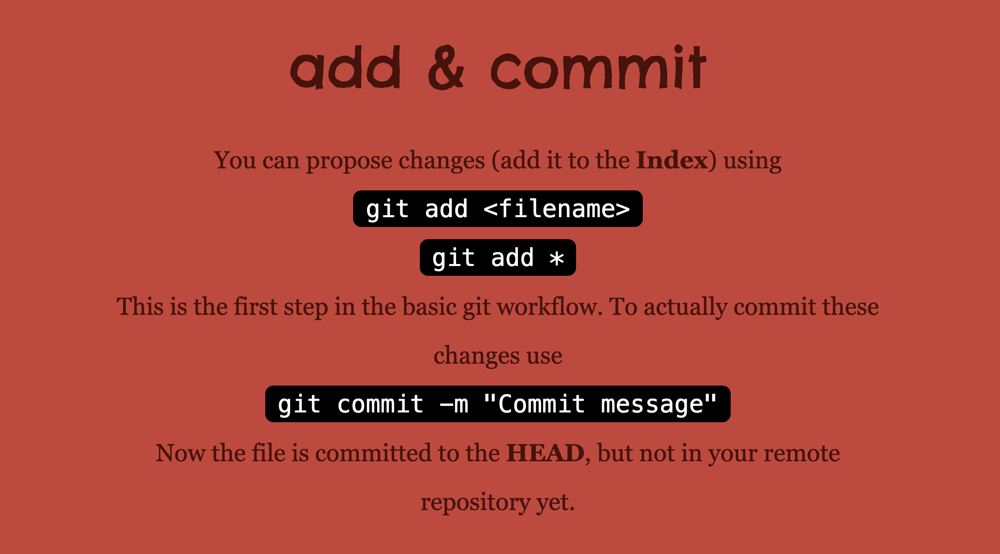 add & commit
You can propose changes (add it to the Index) using
git add <filename>
git add *
This is the first step in the basic git workflow. To actually commit these
changes use
git commit -m "Commit message"
Now the file is committed to the HEAD, but not in your remote
repository yet.